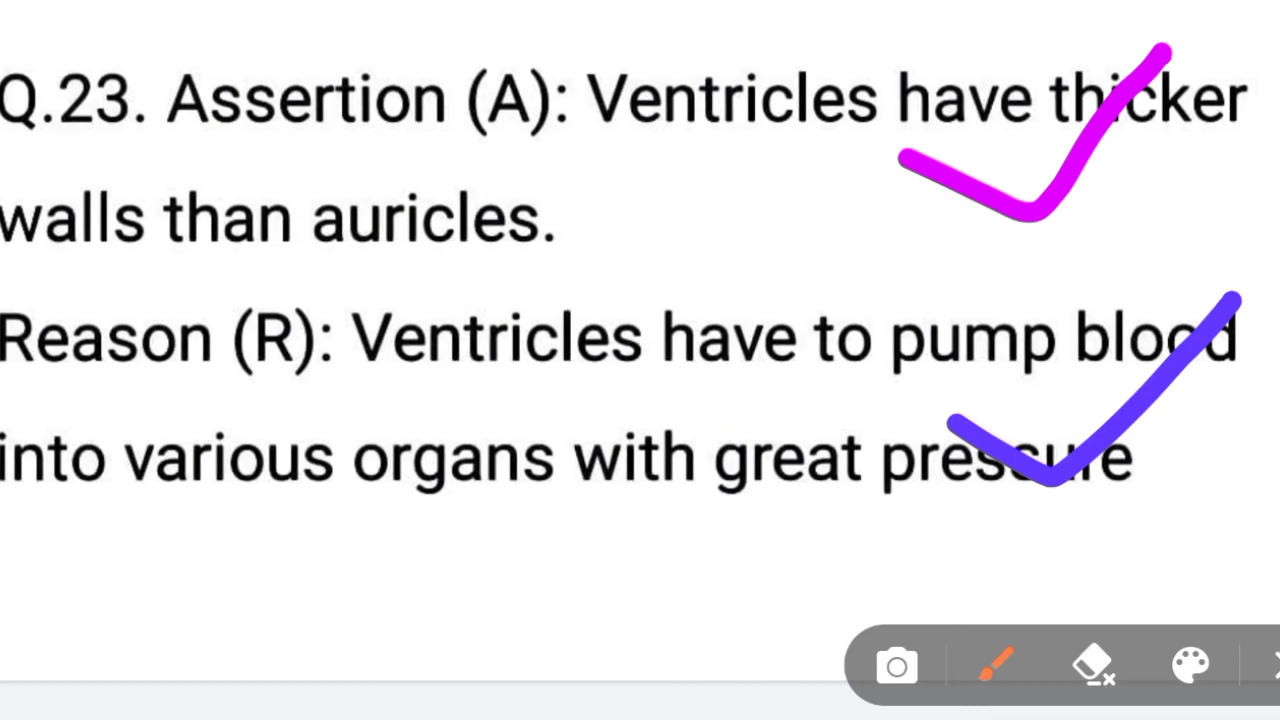 Q.23. Assertion (A): Ventricles have thicker
walls than auricles.
Reason (R): Ventricles have to pump blood
into various organs with great pressure